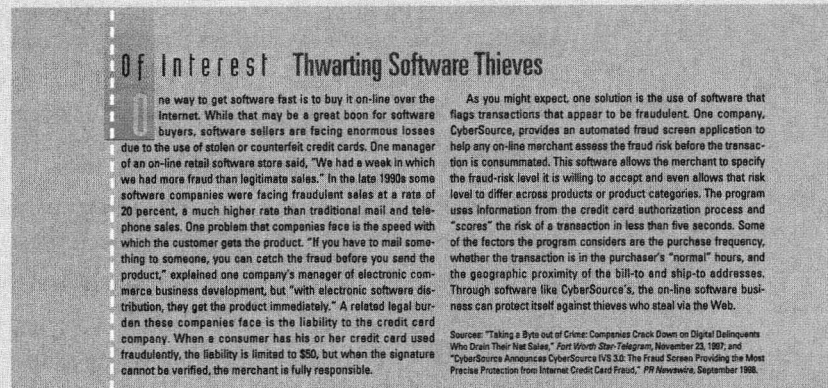 Of Interest Thwarting Software Thieves
One way to get software fast is to buy it on-line over the
Internet. While that may be a great boon for software
buyers, software sellers are facing enormous losses
due to the use of stolen or counterfeit credit cards. One manager
of an on-line retail software store said, "We had a week in which
we had more fraud than legitimate sales." In the late 1990s some
software companies were facing fraudulent sales at a rate of
20 percent, a much higher rate than traditional mail and tele-
phone sales. One problem that companies face is the speed with
which the customer gets the product. "If you have to mail some-
thing to someone, you can catch the fraud before you send the
product," explained one company's manager of electronic com-
merce business development, but "with electronic software dis-
tribution, they get the product immediately." A related legal bur-
den these companies face is the liability to the credit card
company. When a consumer has his or her credit card used
fraudulently, the liability is limited to $50, but when the signature
cannot be verified, the merchant is fully responsible.
As you might expect, one solution is the use of software that
flags transactions that appear to be fraudulent. One company,
CyberSource, provides an automated fraud screen application to
help any on-line merchant assess the fraud risk before the transac-
tion is consummated. This software allows the merchant to specify
the fraud-risk level it is willing to accept and even allows that risk
level to differ across products or product categories. The program
uses information from the credit card authorization process and
"scores" the risk of a transaction in less than five seconds. Some
of the factors the program considers are the purchase frequency,
whether the transaction is in the purchaser's "normal" hours, and
the geographic proximity of the bill-to and ship-to addresses.
Through software like CyberSource's, the on-line software busi-
ness can protect itself against thieves who steal via the Web.
Sources: "Taking a Byte out of Crime: Companies Crack Down on Digital Delinquents
Who Drain Their Net Sales," Fort Worth Star-Telegram, November 23, 1997; and
"CyberSource Announces CyberSource IVS 3.0: The Fraud Screen Providing the Most
Precise Protection from Internet Credit Card Fraud," PR Newswire, September 1998.